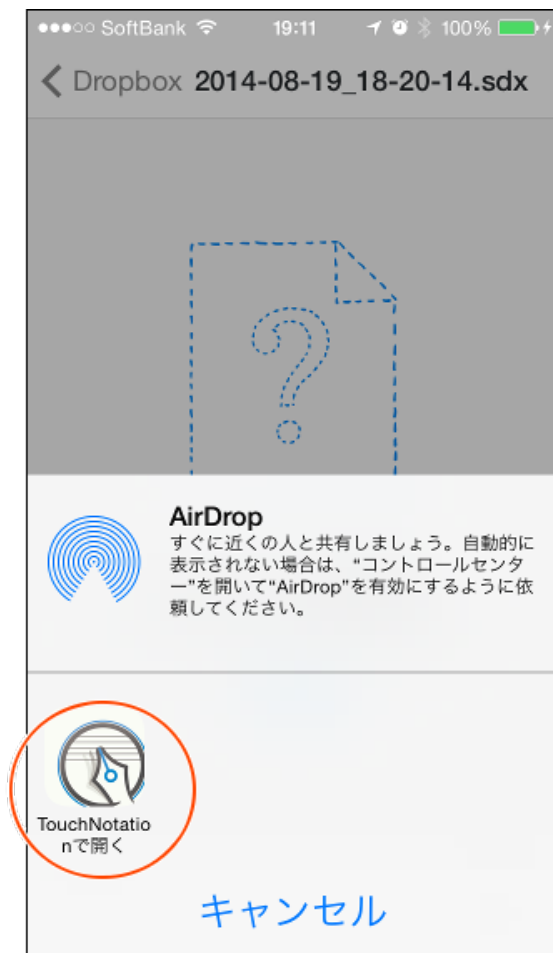 SoftBank 19:11 100%
Dropbox 2014-08-19_18-20-14.sdx
?
AirDrop
すぐに近くの人と共有しましょう。自動的に
表示されない場合は、“コントロールセンタ
ー”を開いて“AirDrop”を有効にするように依
頼してください。
TouchNotatio
nで開く
キャンセル